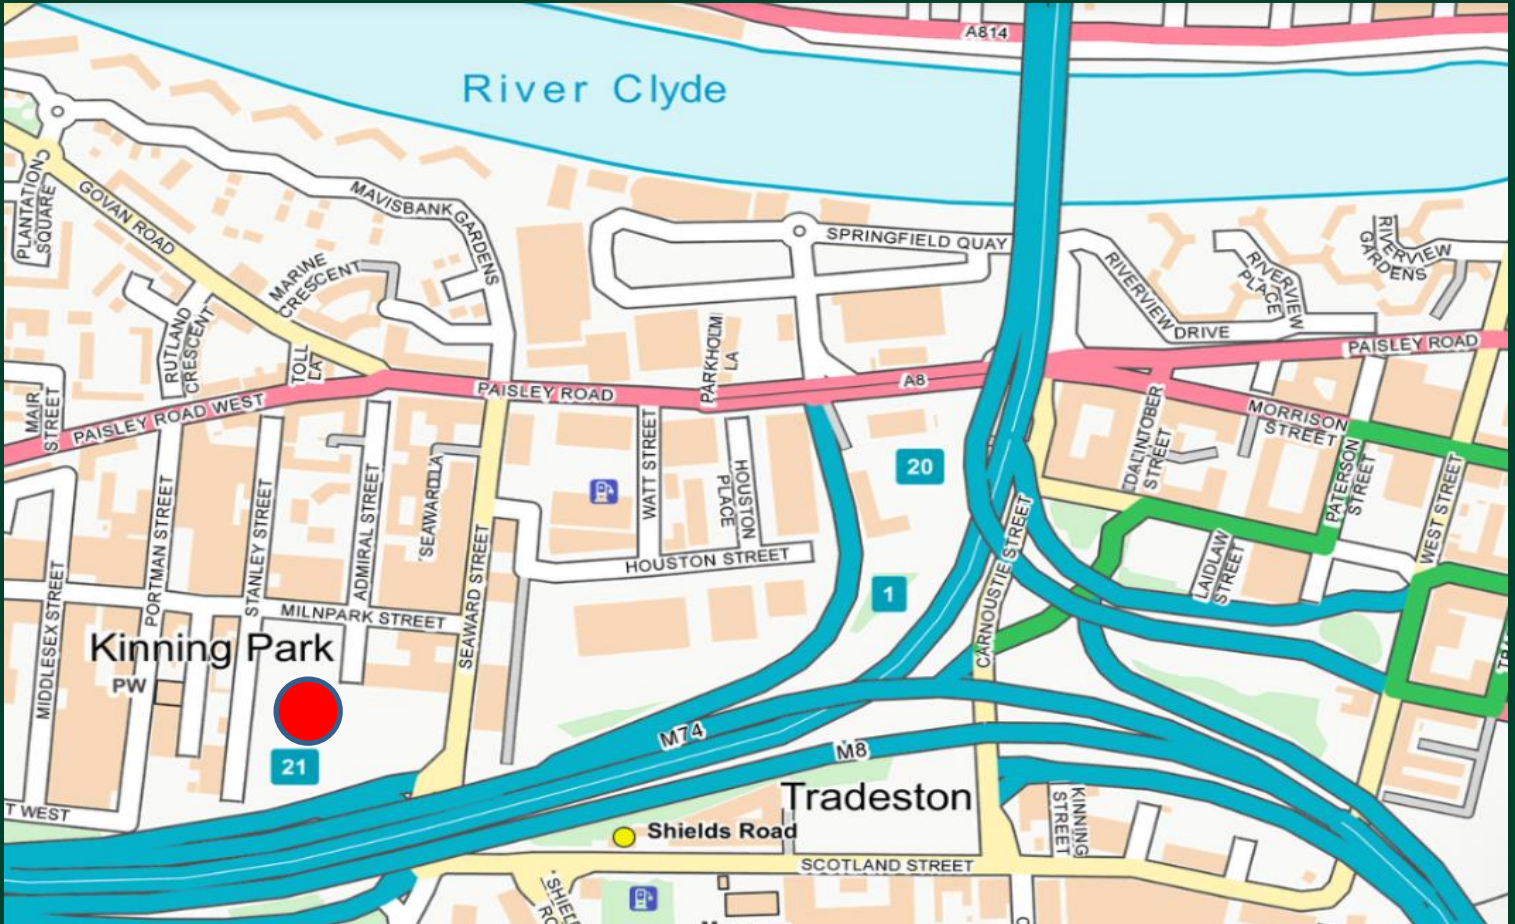 A814
River Clyde
PLANTATION
SQUARE
GOVAN ROAD
MAVISBANK GARDENS
SPRINGFIELD QUAY
RIVERVIEW
GARDENS
RIVERVIEW
PLACE
RIVERVIEW
DRIVE
MARINE
CRESCENT
RUTLAND
CRESCENT
TOLL
LA
PARKHOLM
LA
PAISLEY ROAD
A8
PAISLEY ROAD
MAIR
STREET
PAISLEY ROAD WEST
MORRISON
STREET
DALINTOBER
STREET
PATERSON
STREET
WEST STREET
20
WATT STREET
HOUSTON
PLACE
SEAWARD LA
PORTMAN STREET
STANLEY STREET
ADMIRAL STREET
SEAWARD STREET
CARNOUSTIE STREET
LAIDLAW
STREET
HOUSTON STREET
MIDDLESEX STREET
1
MILNPARK STREET
Kinning Park
PW
21
M74
M8
T WEST
Tradeston
KINNING
STREET
Shields Road
SCOTLAND STREET
SHIEL
RO